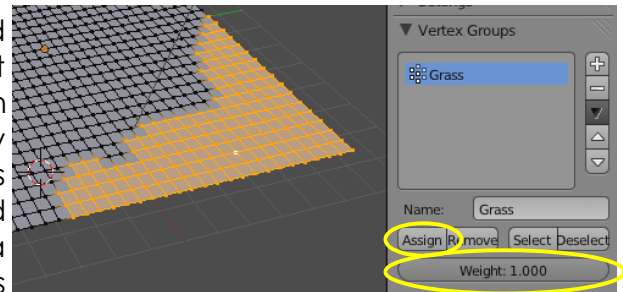 d
t
n
y
s
d
a
s
Vertex Groups
Grass
Name: Grass
Assign Remove Select Deselect
Weight: 1.000